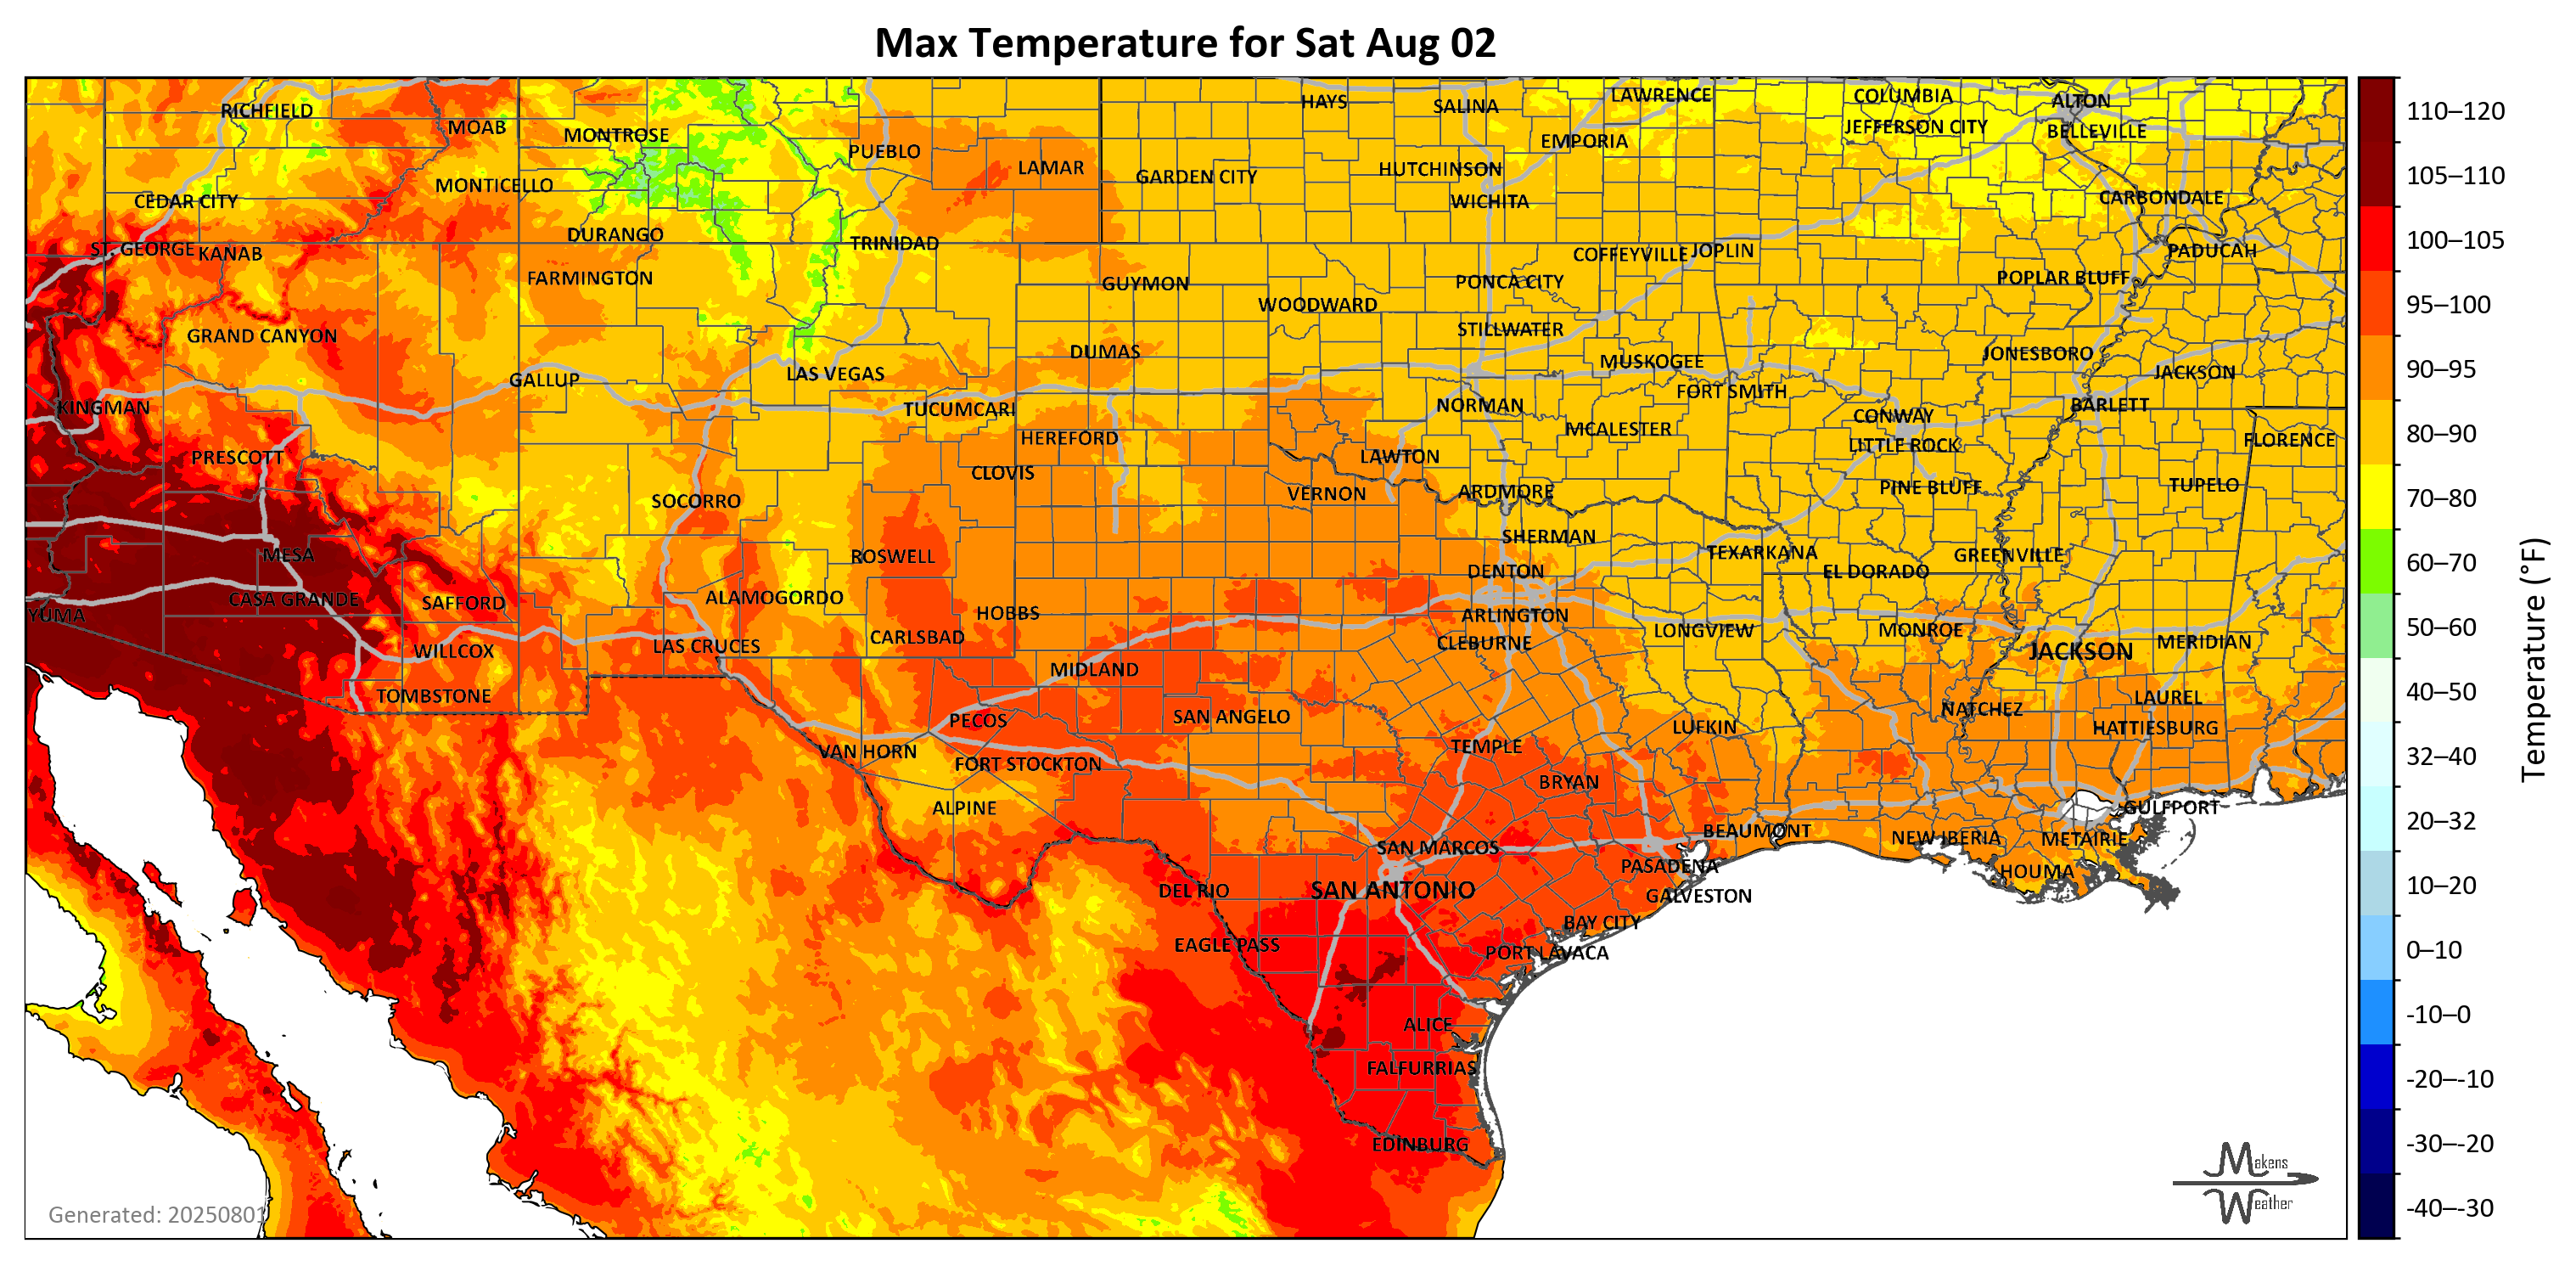 Max Temperature for Sat Aug 02
RICHFIELD
MOAB
MONTROSE
PUEBLO
LAMAR
HAYS
SALINA
LAWRENCE
COLUMBIA
ALTON
EMPORIA
JEFFERSON CITY
BELLEVILLE
MONTICELLO
GARDEN CITY
HUTCHINSON
CEDAR CITY
WICHITA
CARBONDALE
ST. GEORGE
KANAB
DURANGO
TRINIDAD
COFFEYVILLE
JOPLIN
PADUCAH
FARMINGTON
GUYMON
PONCA CITY
POPLAR BLUFF
WOODWARD
GRAND CANYON
STILLWATER
DUMAS
MUSKOGEE
JONESBORO
GALLUP
LAS VEGAS
FORT SMITH
JACKSON
KINGMAN
TUCUMCARI
NORMAN
CONWAY
BARLETT
HEREFORD
MCALESTER
LITTLE ROCK
FLORENCE
PRESCOTT
CLOVIS
LAWTON
SOCORRO
VERNON
ARDMORE
PINE BLUFF
TUPELO
MESA
ROSWELL
SHERMAN
TEXARKANA
GREENVILLE
DENTON
EL DORADO
CASA GRANDE
SAFFORD
ALAMOGORDO
HOBBS
ARLINGTON
YUMA
CARLSBAD
CLEBURNE
LONGVIEW
MONROE
MERIDIAN
WILLCOX
LAS CRUCES
MIDLAND
JACKSON
TOMBSTONE
PECOS
SAN ANGELO
NATCHEZ
LAUREL
LUFKIN
HATTIESBURG
VAN HORN
FORT STOCKTON
TEMPLE
BRYAN
ALPINE
GULFPORT
BEAUMONT
NEW IBERIA
METAIRIE
SAN MARCOS
PASADENA
HOUMA
DEL RIO
SAN ANTONIO
GALVESTON
BAY CITY
EAGLE PASS
PORT LAVACA
ALICE
FALFURRIAS
EDINBURG
Generated: 20250801
Makens
Weather
110–120
105–110
100–105
95–100
90–95
80–90
70–80
60–70
50–60
40–50
32–40
20–32
10–20
0–10
-10–0
-20–-10
-30–-20
-40–-30
Temperature (°F)